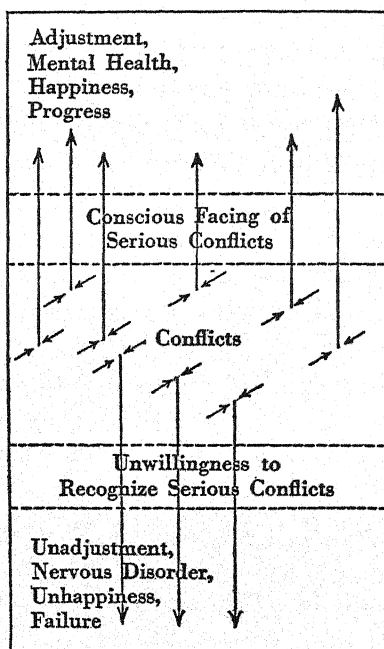 Adjustment,
Mental Health,
Happiness,
Progress
Conscious Facing of
Serious Conflicts
Conflicts
Unwillingness to
Recognize Serious Conflicts
Unadjustment,
Nervous Disorder,
Unhappiness,
Failure